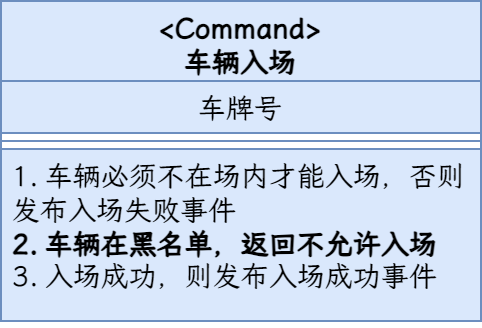 <Command>
车辆入场
车牌号
1. 车辆必须不在场内才能入场，否则
发布入场失败事件
2. 车辆在黑名单，返回不允许入场
3. 入场成功，则发布入场成功事件